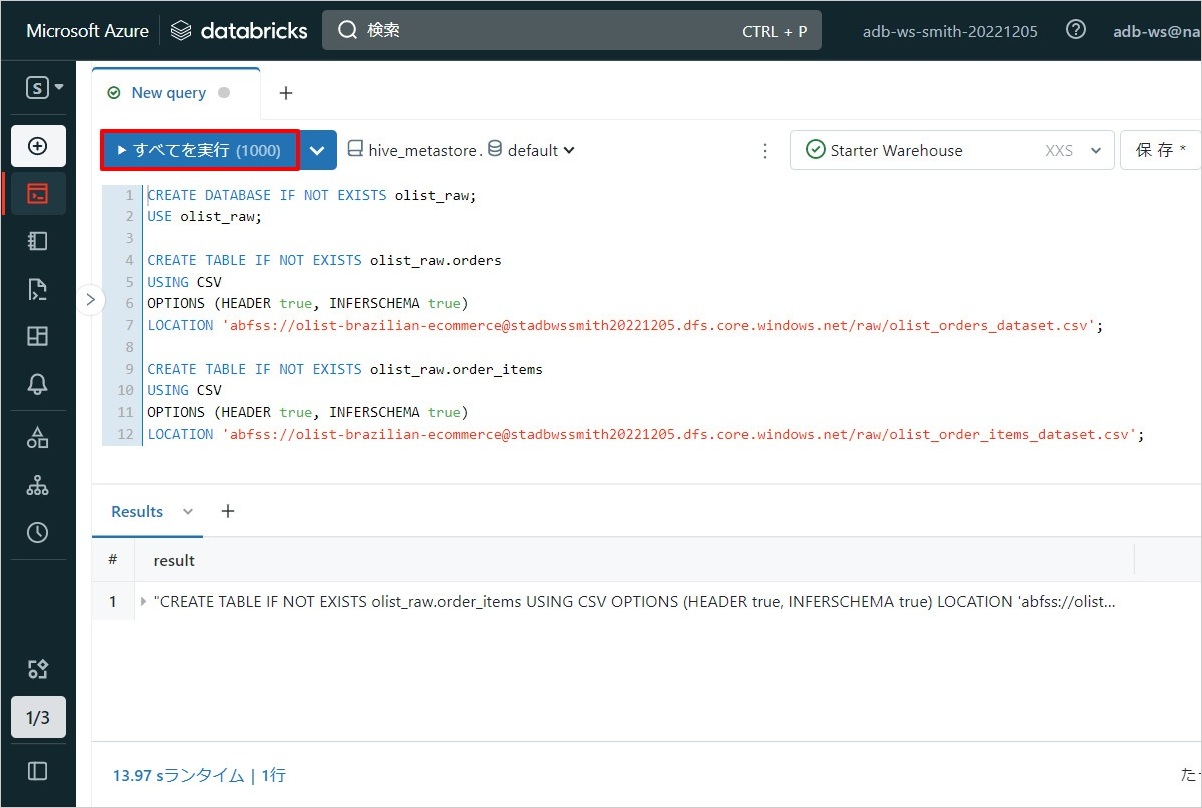 Microsoft Azure databricks 検索 CTRL + P adb-ws-smith-20221205 adb-ws@na
S
New query
すべてを実行 (1000) hive_metastore. default Starter Warehouse XXS 保存 *
1 CREATE DATABASE IF NOT EXISTS olist_raw;
2 USE olist_raw;
3
4 CREATE TABLE IF NOT EXISTS olist_raw.orders
5 USING CSV
6 OPTIONS (HEADER true, INFERSCHEMA true)
7 LOCATION 'abfss://olist-brazilian-ecommerce@stadbwssmith20221205.dfs.core.windows.net/raw/olist_orders_dataset.csv';
8
9 CREATE TABLE IF NOT EXISTS olist_raw.order_items
10 USING CSV
11 OPTIONS (HEADER true, INFERSCHEMA true)
12 LOCATION 'abfss://olist-brazilian-ecommerce@stadbwssmith20221205.dfs.core.windows.net/raw/olist_order_items_dataset.csv';
Results
# result
1 "CREATE TABLE IF NOT EXISTS olist_raw.order_items USING CSV OPTIONS (HEADER true, INFERSCHEMA true) LOCATION 'abfss://olist...
1/3
13.97 sランタイム | 1行 た